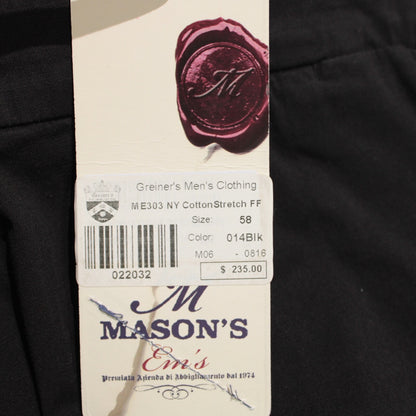 M
Greiner's Men's Clothing
Greiner's
ME303 NY CottonStretch FF
Size: 58
Color: 014Blk
M06 - 0816
022032
$ 235.00
M
MASON'S
Em's
Premiata Azienda di Abbigliamento dal 1974